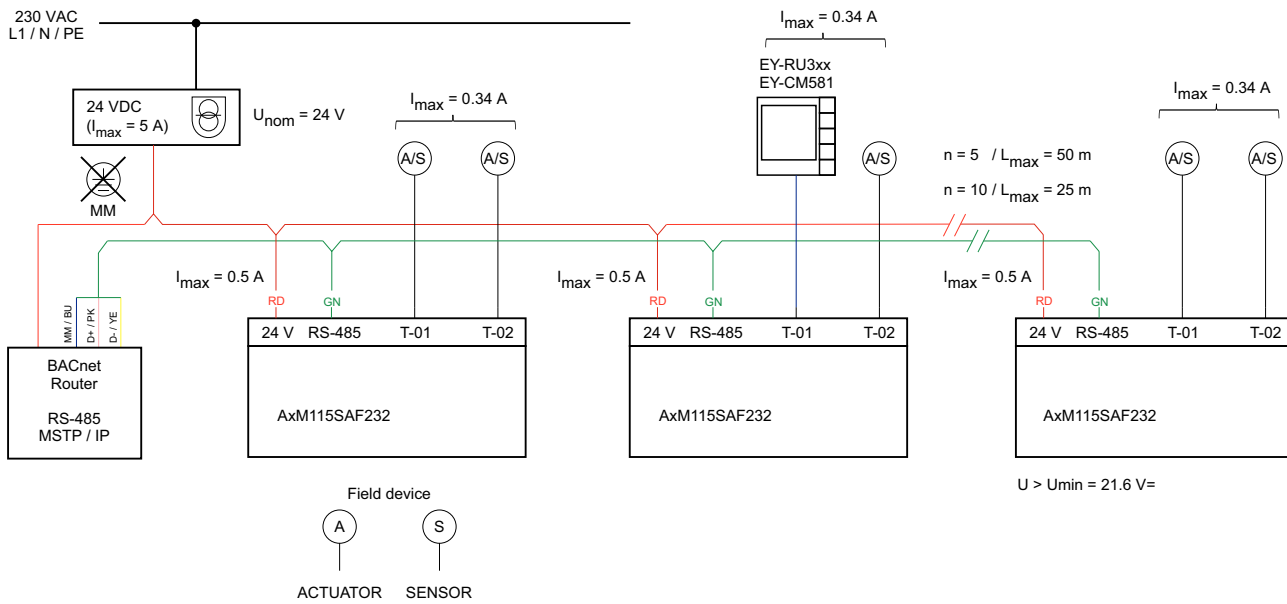 230 VAC
L1 / N / PE
24 VDC
(Imax = 5 A)
Unom = 24 V
MM
Imax = 0.34 A
A/S
A/S
Imax = 0.34 A
EY-RU3xx
EY-CM581
A/S
n = 5 / Lmax = 50 m
n = 10 / Lmax = 25 m
Imax = 0.34 A
A/S
A/S
Imax = 0.5 A
RD
GN
Imax = 0.5 A
RD
GN
Imax = 0.5 A
RD
GN
MM / BU
D+ / PK
D- / YE
BACnet
Router
RS-485
MSTP / IP
24 V RS-485 T-01 T-02
AxM115SAF232
24 V RS-485 T-01 T-02
AxM115SAF232
24 V RS-485 T-01 T-02
AxM115SAF232
U > Umin = 21.6 V=
Field device
A
S
ACTUATOR
SENSOR